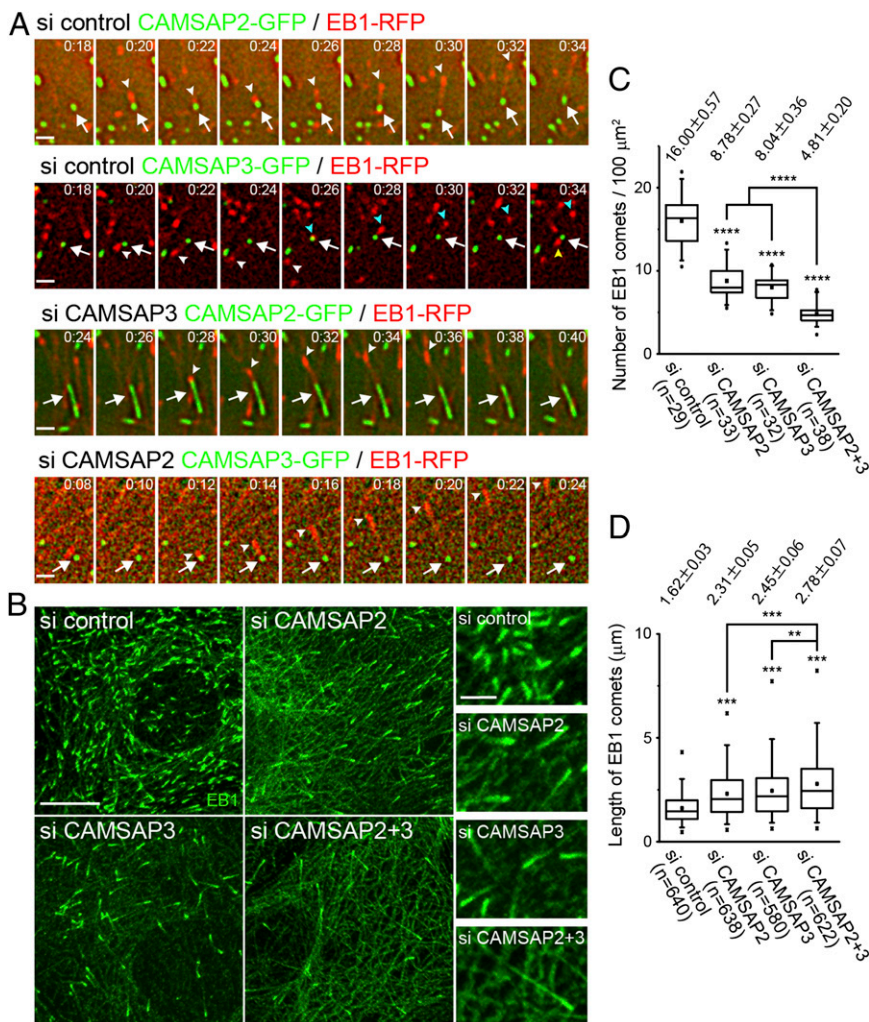 A
si control CAMSAP2-GFP / EB1-RFP
0:18 0:20 0:22 0:24 0:26 0:28 0:30 0:32 0:34
si control CAMSAP3-GFP / EB1-RFP
0:18 0:20 0:22 0:24 0:26 0:28 0:30 0:32 0:34
si CAMSAP3 CAMSAP2-GFP / EB1-RFP
0:24 0:26 0:28 0:30 0:32 0:34 0:36 0:38 0:40
si CAMSAP2 CAMSAP3-GFP / EB1-RFP
0:08 0:10 0:12 0:14 0:16 0:18 0:20 0:22 0:24
B
si control
EB1
si CAMSAP2
si CAMSAP3
si CAMSAP2+3
si control
si CAMSAP2
si CAMSAP3
si CAMSAP2+3
C
16.00±0.57
8.78±0.27
8.04±0.36
4.81±0.20
Number of EB1 comets / 100 μm²
20
10
0
****
****
****
****
si control
(n=29)
si CAMSAP2
(n=33)
si CAMSAP3
(n=32)
si CAMSAP2+3
(n=38)
D
1.62±0.03
2.31±0.05
2.45±0.06
2.78±0.07
Length of EB1 comets (μm)
10
5
0
***
**
***
***
***
si control
(n=640)
si CAMSAP2
(n=638)
si CAMSAP3
(n=580)
si CAMSAP2+3
(n=622)